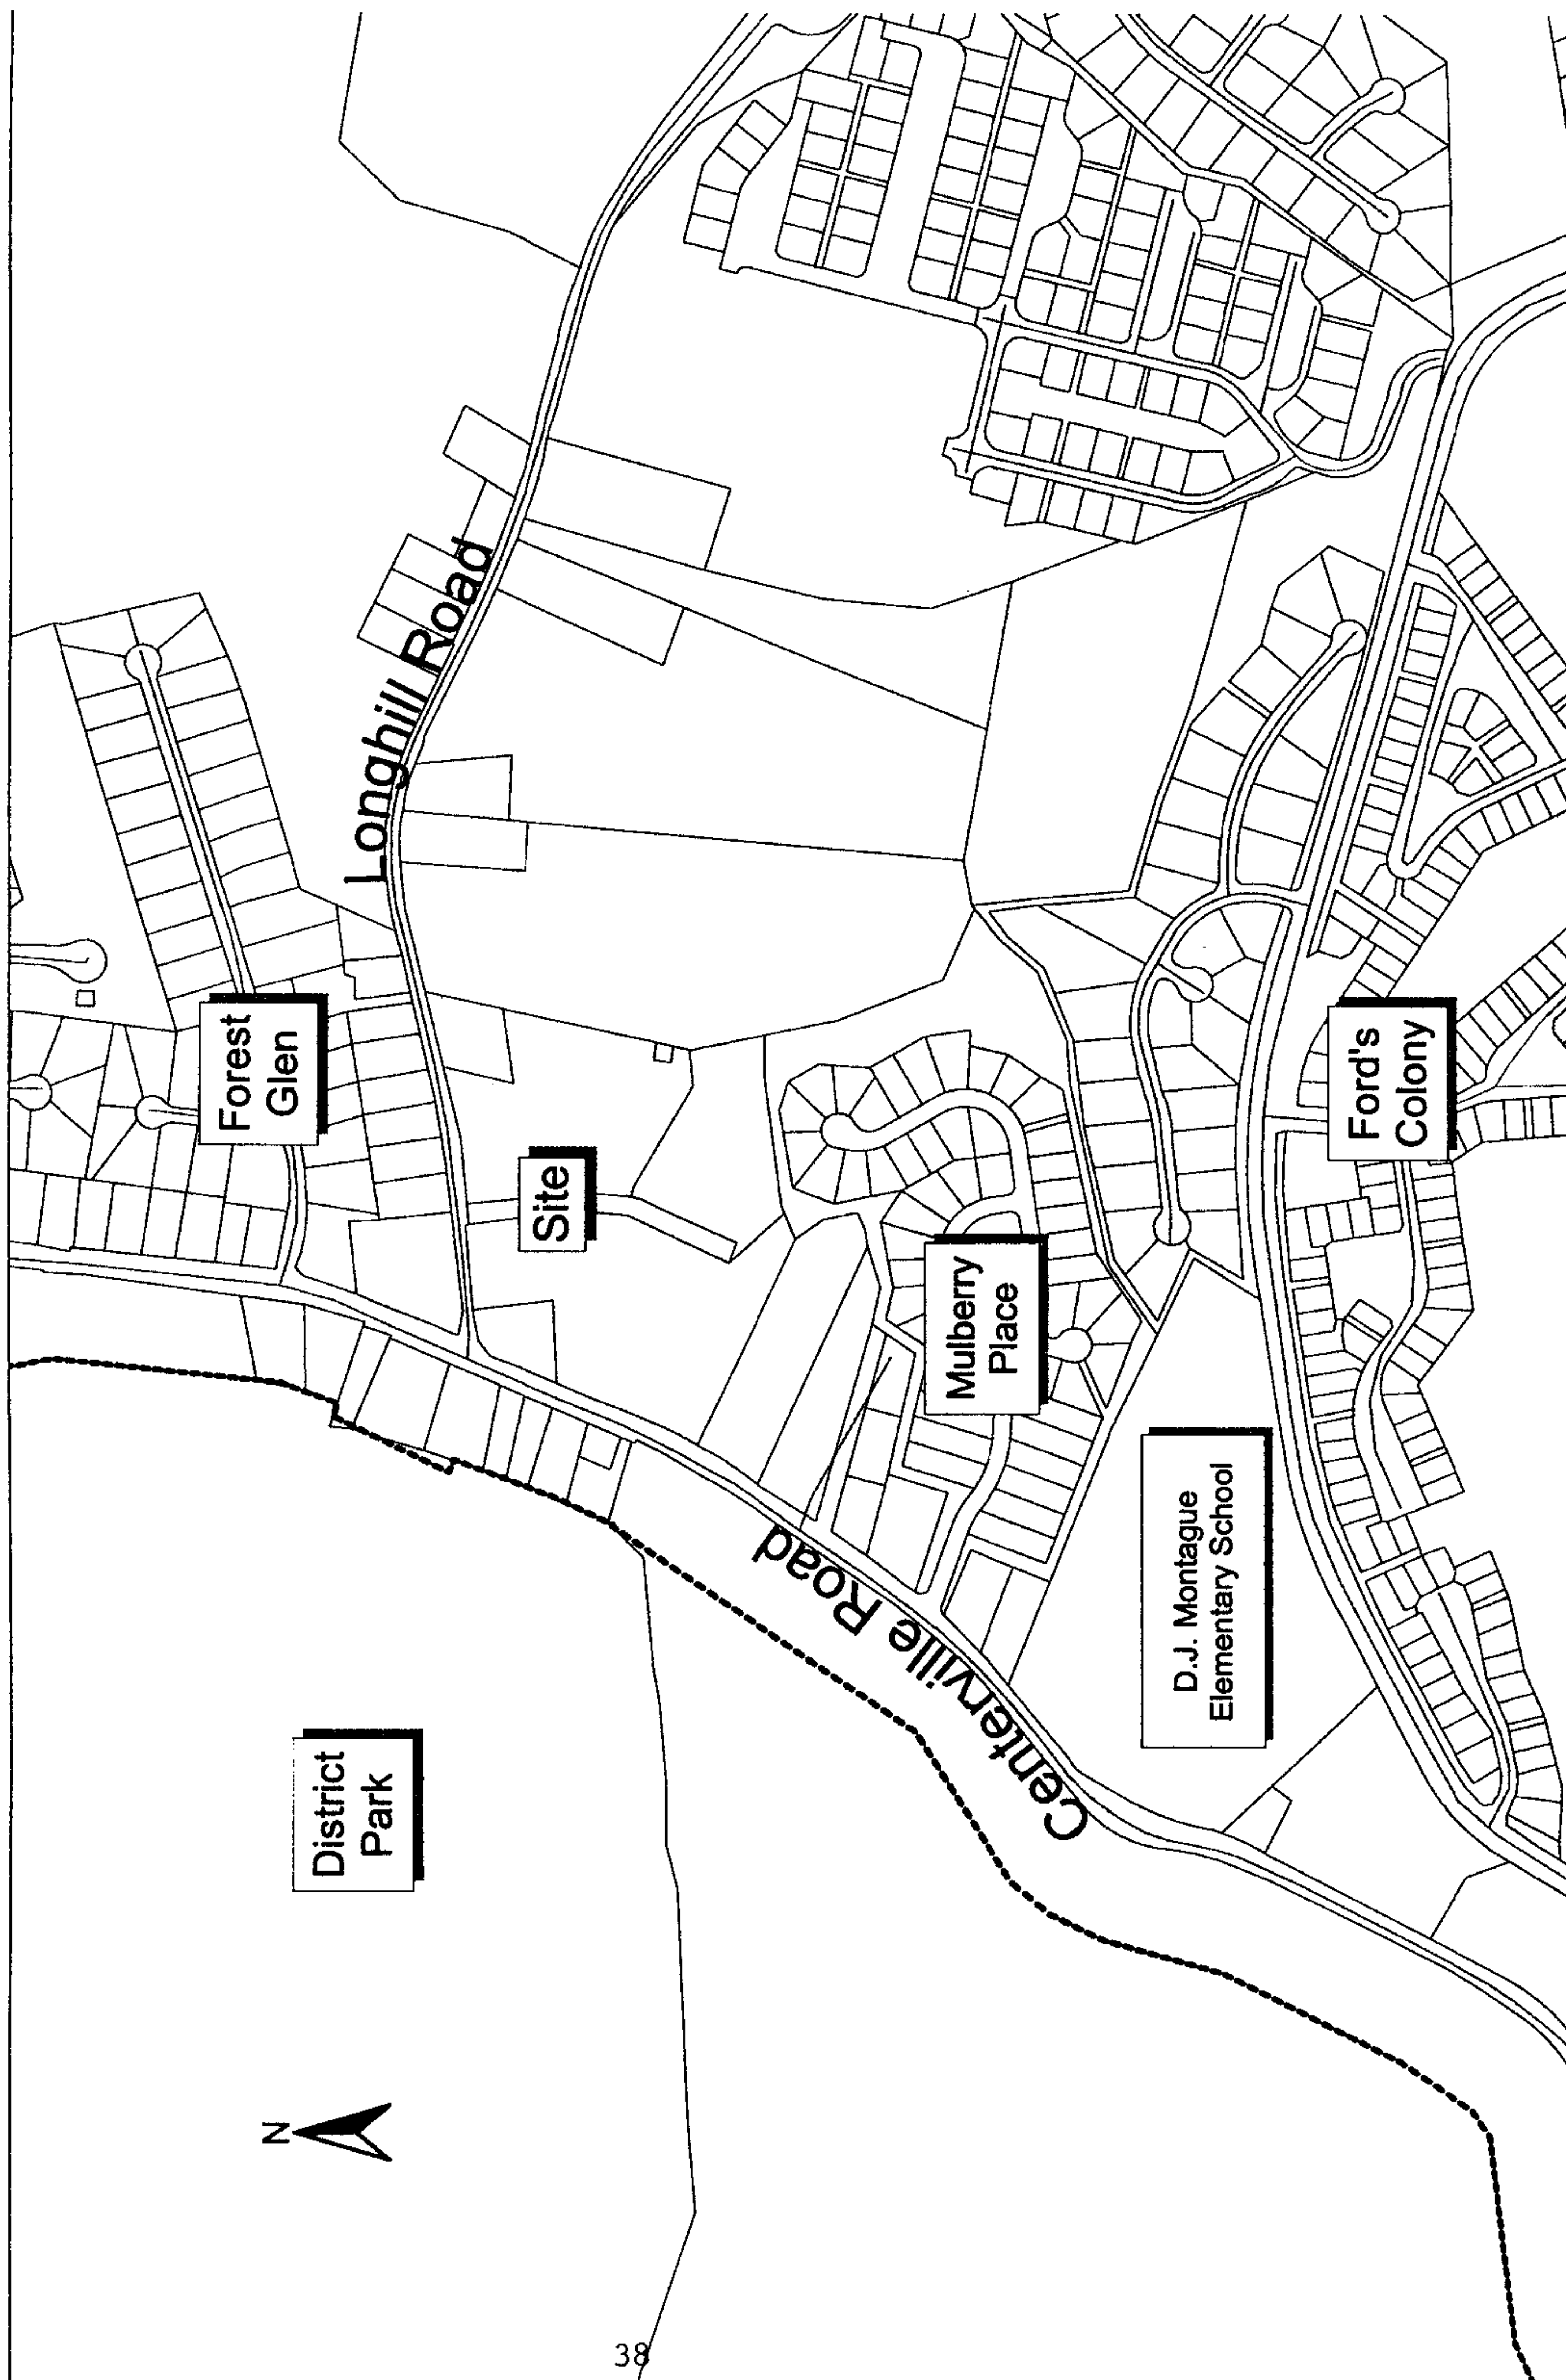 N
District
Park
Forest
Glen
Longhill Road
Site
Centerville Road
Mulberry
Place
D.J. Montague
Elementary School
Ford's
Colony
38